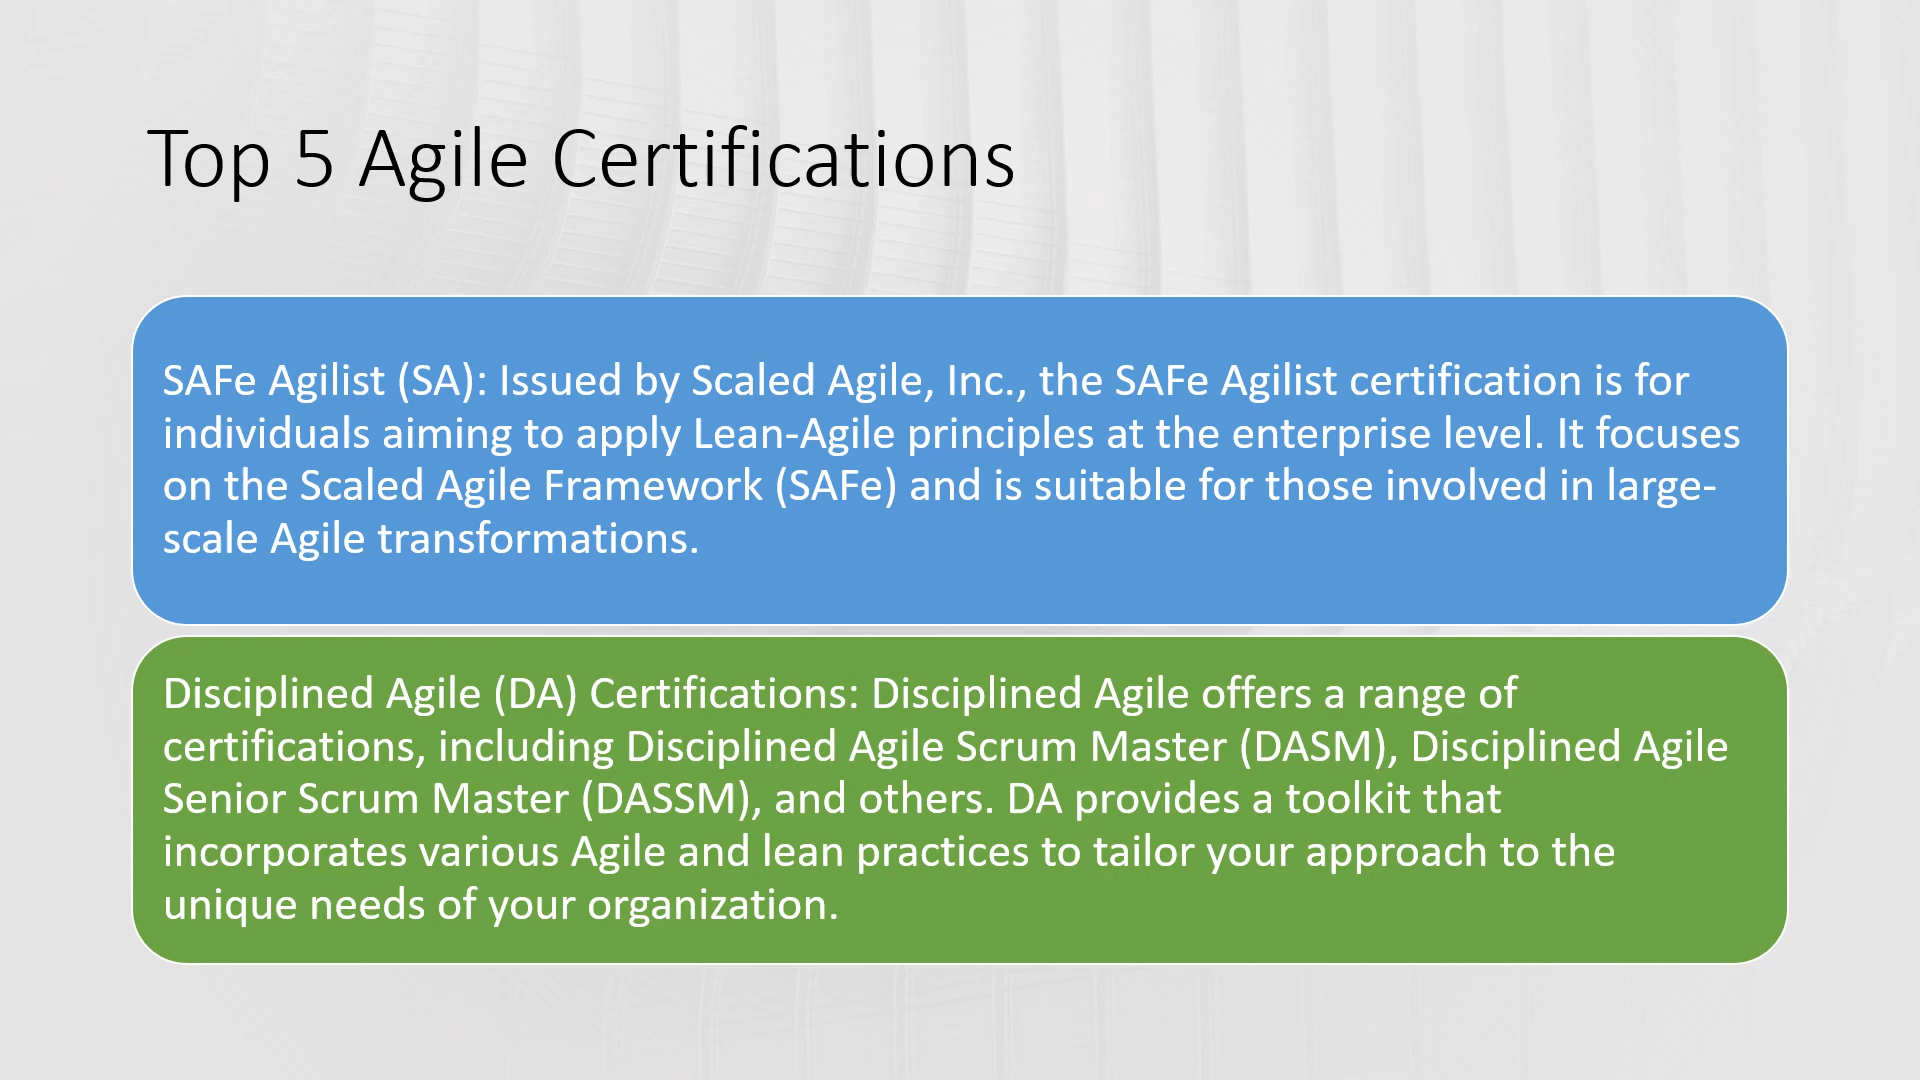 Top 5 Agile Certifications
SAFe Agilist (SA): Issued by Scaled Agile, Inc., the SAFe Agilist certification is for
individuals aiming to apply Lean-Agile principles at the enterprise level. It focuses
on the Scaled Agile Framework (SAFe) and is suitable for those involved in large-
scale Agile transformations.
Disciplined Agile (DA) Certifications: Disciplined Agile offers a range of
certifications, including Disciplined Agile Scrum Master (DASM), Disciplined Agile
Senior Scrum Master (DASSM), and others. DA provides a toolkit that
incorporates various Agile and lean practices to tailor your approach to the
unique needs of your organization.